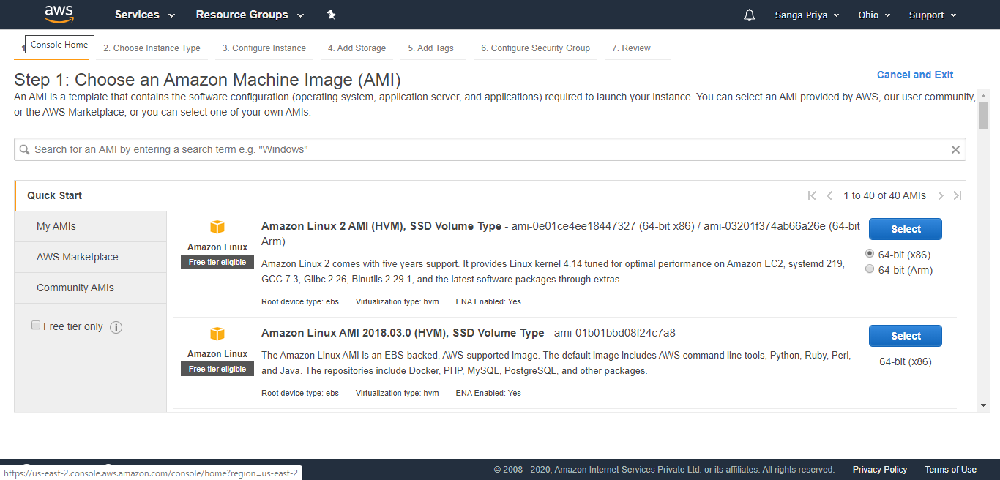 aws Services Resource Groups Sanga Priya Ohio Support
1 Console Home 2. Choose Instance Type 3. Configure Instance 4. Add Storage 5. Add Tags 6. Configure Security Group 7. Review
Step 1: Choose an Amazon Machine Image (AMI)
Cancel and Exit
An AMI is a template that contains the software configuration (operating system, application server, and applications) required to launch your instance. You can select an AMI provided by AWS, our user community,
or the AWS Marketplace; or you can select one of your own AMIs.
Search for an AMI by entering a search term e.g. "Windows"
Quick Start
My AMIs
AWS Marketplace
Community AMIs
Free tier only i
1 to 40 of 40 AMIs
Amazon Linux
Free tier eligible
Amazon Linux 2 AMI (HVM), SSD Volume Type - ami-0e01ce4ee18447327 (64-bit x86) / ami-03201f374ab66a26e (64-bit
Arm)
Amazon Linux 2 comes with five years support. It provides Linux kernel 4.14 tuned for optimal performance on Amazon EC2, systemd 219,
GCC 7.3, Glibc 2.26, Binutils 2.29.1, and the latest software packages through extras.
Root device type: ebs Virtualization type: hvm ENA Enabled: Yes
Select
64-bit (x86)
64-bit (Arm)
Amazon Linux
Free tier eligible
Amazon Linux AMI 2018.03.0 (HVM), SSD Volume Type - ami-01b01bbd08f24c7a8
The Amazon Linux AMI is an EBS-backed, AWS-supported image. The default image includes AWS command line tools, Python, Ruby, Perl,
and Java. The repositories include Docker, PHP, MySQL, PostgreSQL, and other packages.
Root device type: ebs Virtualization type: hvm ENA Enabled: Yes
Select
64-bit (x86)
© 2008 - 2020, Amazon Internet Services Private Ltd. or its affiliates. All rights reserved. Privacy Policy Terms of Use
https://us-east-2.console.aws.amazon.com/console/home?region=us-east-2